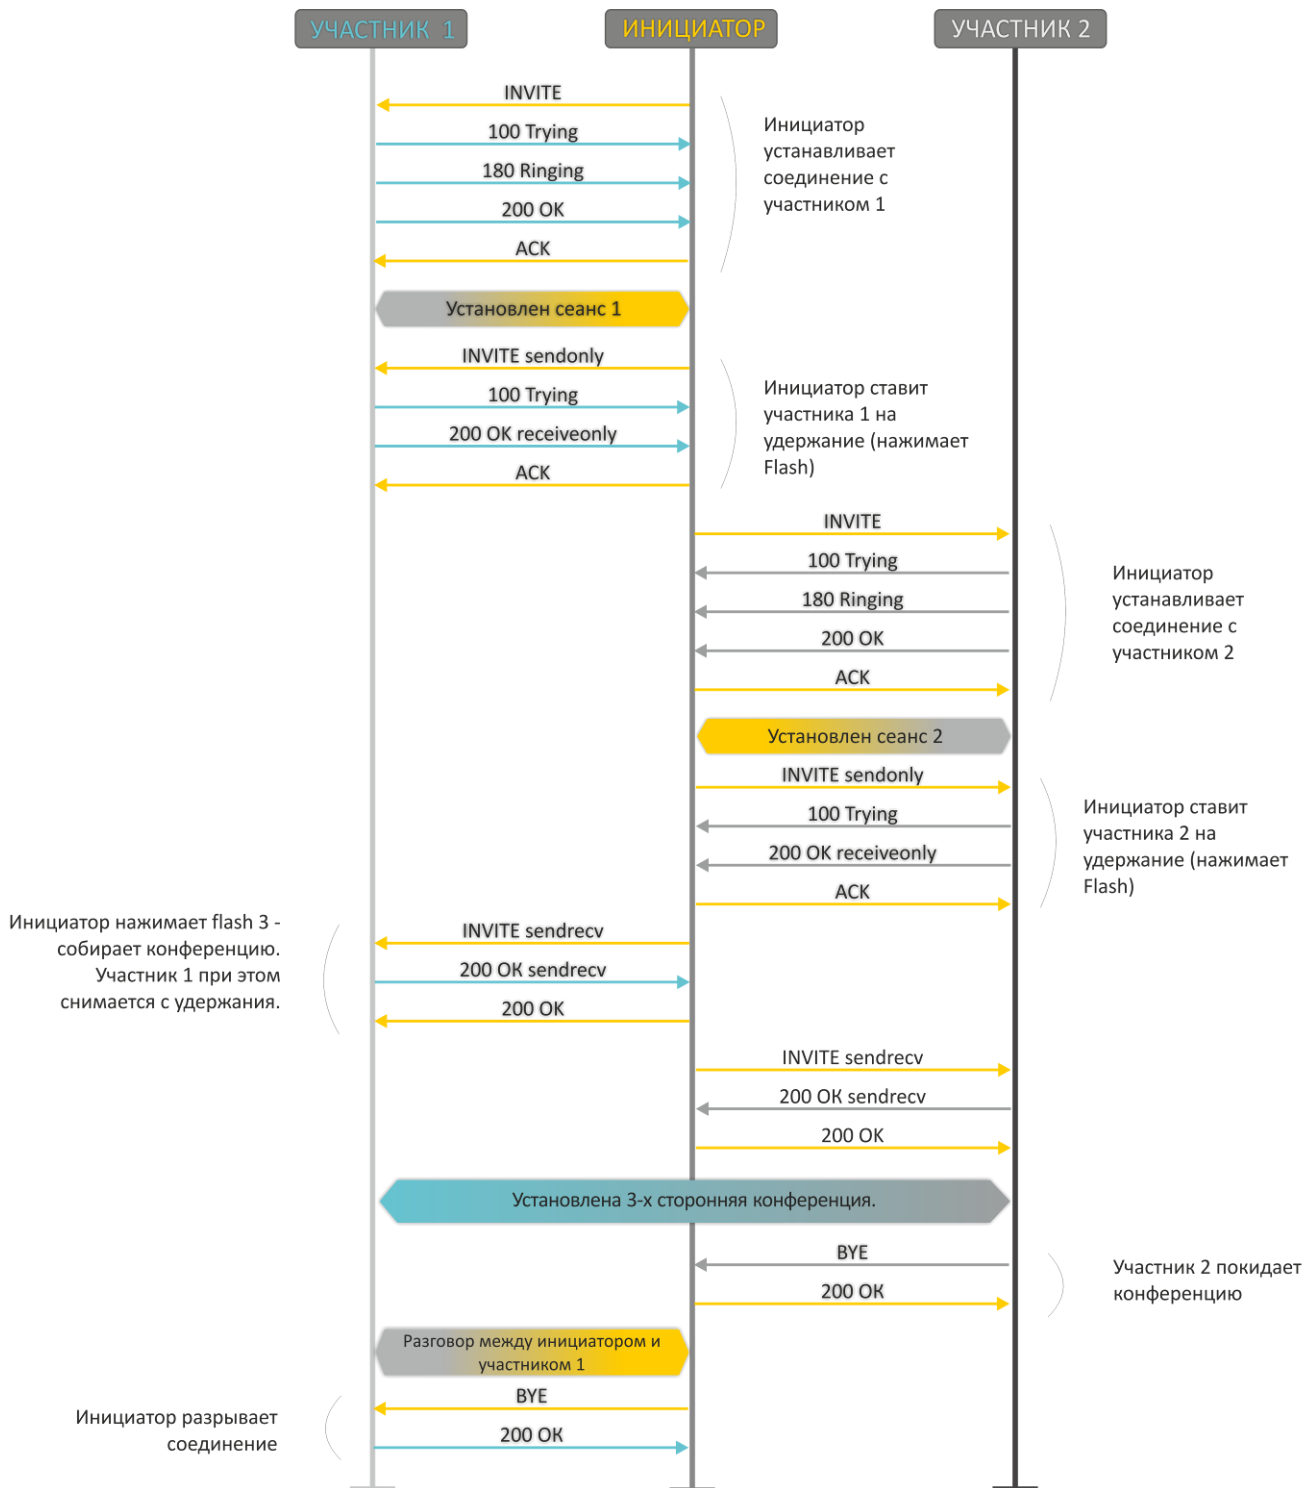 УЧАСТНИК 1
ИНИЦИАТОР
УЧАСТНИК 2
INVITE
100 Trying
180 Ringing
200 OK
ACK
Инициатор
устанавливает
соединение с
участником 1
Установлен сеанс 1
INVITE sendonly
100 Trying
200 OK receiveonly
ACK
Инициатор ставит
участника 1 на
удержание (нажимает
Flash)
INVITE
100 Trying
180 Ringing
200 OK
ACK
Инициатор
устанавливает
соединение с
участником 2
Установлен сеанс 2
INVITE sendonly
100 Trying
200 OK receiveonly
ACK
Инициатор ставит
участника 2 на
удержание (нажимает
Flash)
Инициатор нажимает flash 3 -
собирает конференцию.
Участник 1 при этом
снимается с удержания.
INVITE sendrecv
200 OK sendrecv
200 OK
INVITE sendrecv
200 OK sendrecv
200 OK
Установлена 3-х сторонняя конференция.
BYE
200 OK
Участник 2 покидает
конференцию
Разговор между инициатором и
участником 1
BYE
200 OK
Инициатор разрывает
соединение